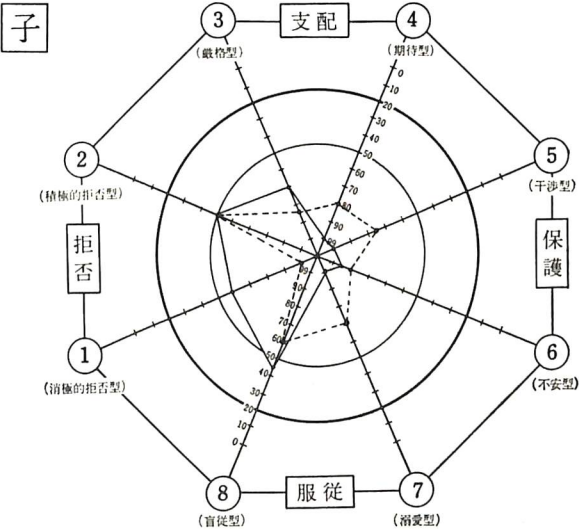 子
3
支配
4
(厳格型)
(期待型)
0
10
20
30
40
50
60
70
80
90
99
2
(積極的拒否型)
5
(干渉型)
拒否
保護
1
(消極的拒否型)
6
(不安型)
99
90
80
70
60
50
40
30
20
10
0
8
(盲従型)
服従
7
(溺愛型)